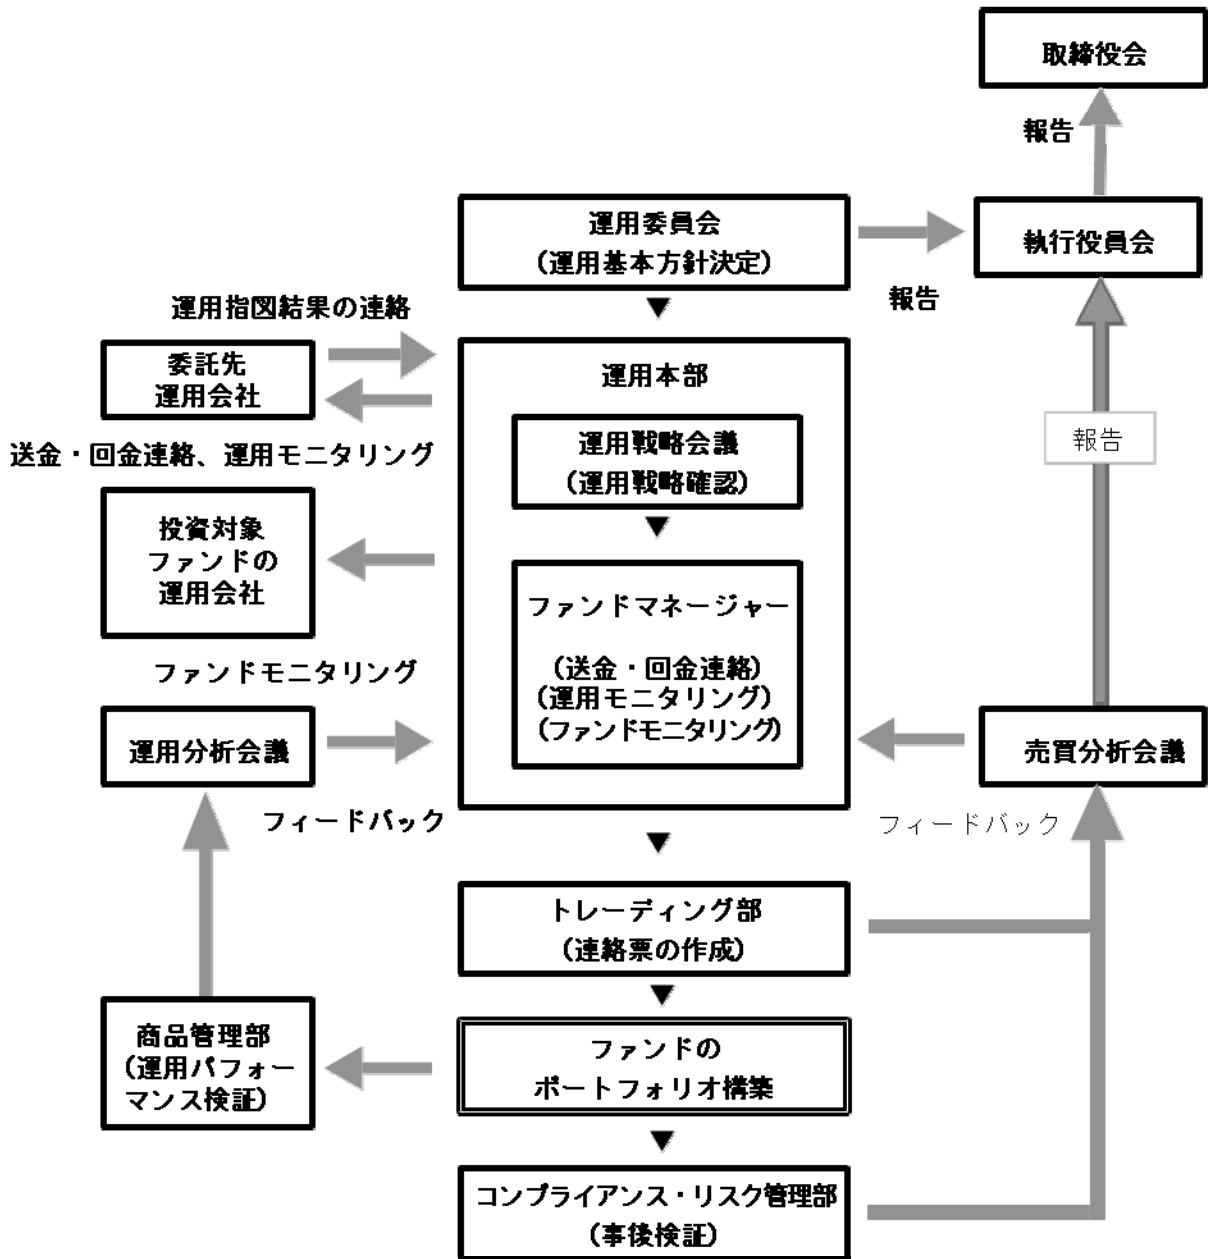 取締役会
報告
運用委員会
(運用基本方針決定)
執行役員会
報告
運用指図結果の連絡
委託先
運用会社
送金・回金連絡、運用モニタリング
運用本部
運用戦略会議
(運用戦略確認)
報告
投資対象
ファンドの
運用会社
ファンドモニタリング
ファンドマネージャー
(送金・回金連絡)
(運用モニタリング)
(ファンドモニタリング)
運用分析会議
売買分析会議
フィードバック
フィードバック
トレーディング部
(連絡票の作成)
商品管理部
(運用パフォー
マンス検証)
ファンドの
ポートフォリオ構築
コンプライアンス・リスク管理部
(事後検証)